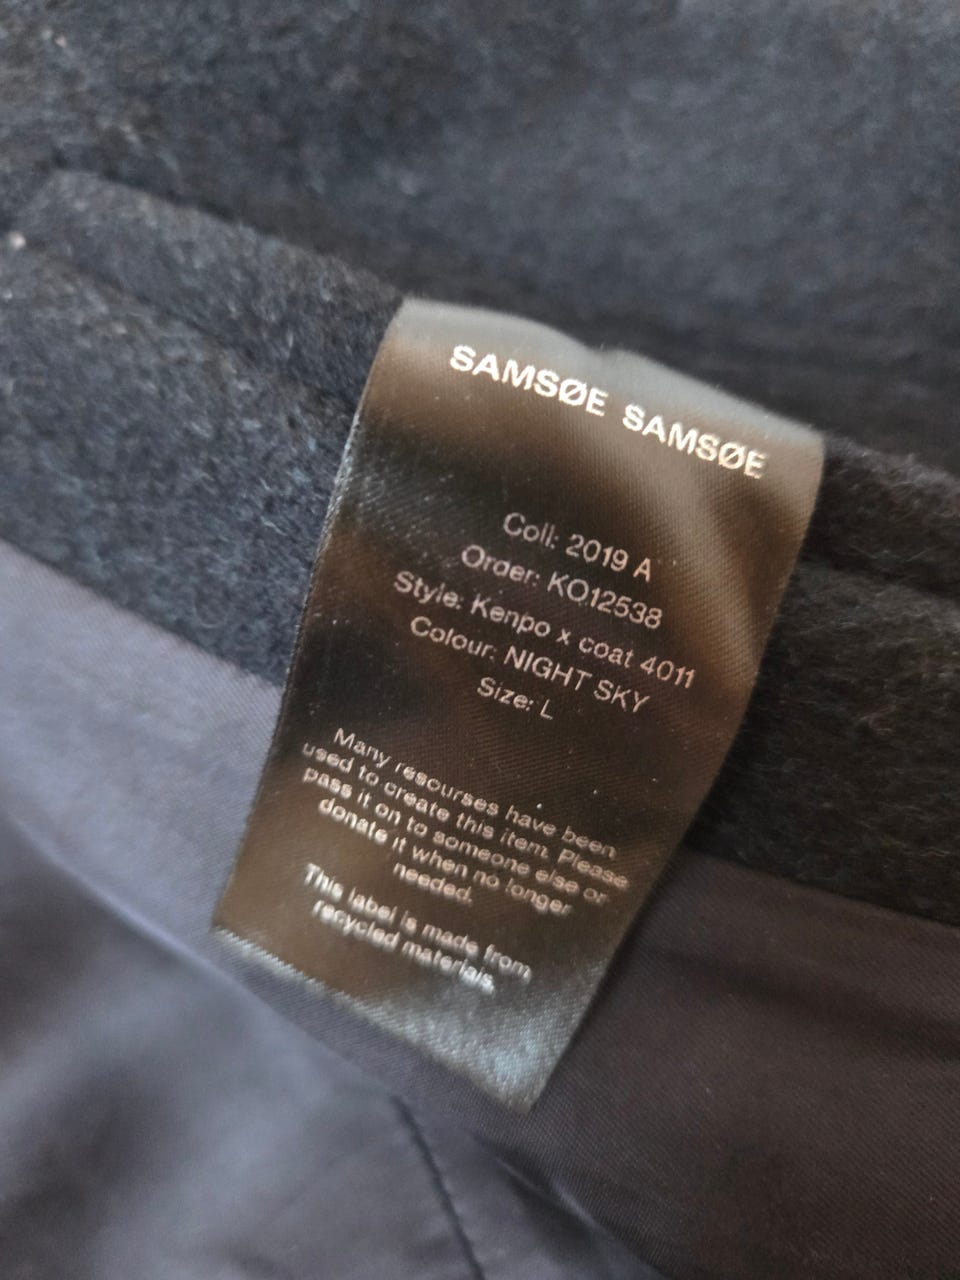 SAMSØE SAMSØE
Coll: 2019 A
Order: KO12538
Style: Kenpo x coat 4011
Colour: NIGHT SKY
Size: L
Many rescurses have been
used to create this item. Please
pass it on to someone else or
donate it when no longer
needed.
This label is made from
recycled materials.